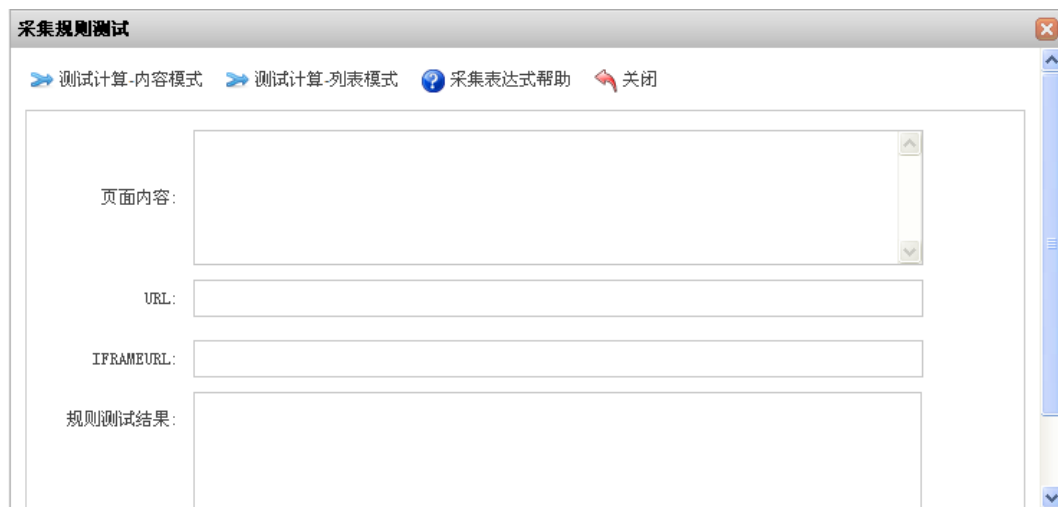 采集规则测试
测试计算-内容模式 测试计算-列表模式 采集表达式帮助 关闭
页面内容:
URL:
IFRAMEURL:
规则测试结果: